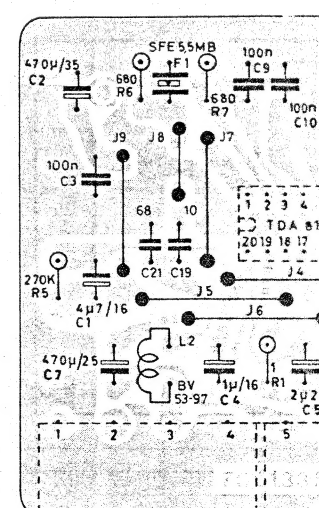 SFE5,5MB
F1
470µ/35
C2
680
R6
680
R7
100n
C9
100n
C10
J9
J8
J7
100n
C3
1 2 3 4
TDA 81
20 19 18 17
68
10
C21 C19
J4
270K
R5
4µ7/16
C1
J5
J6
L2
470µ/25
C7
BV
53-97
1µ/16
C4
1
R1
2µ2
C5
1 2 3 4 5